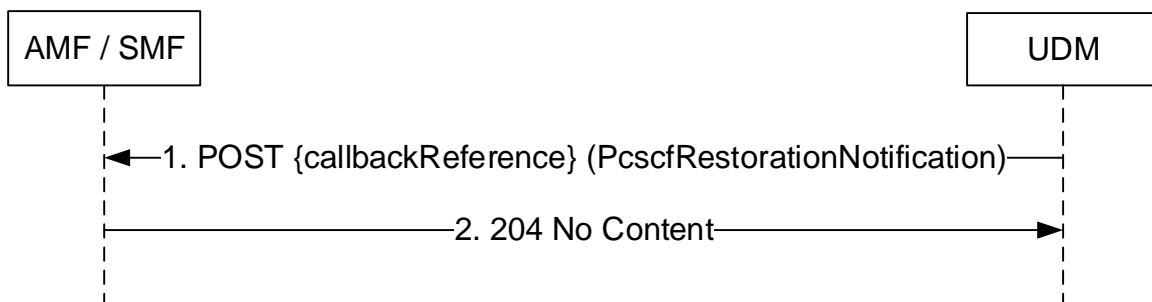 AMF / SMF
UDM
1. POST {callbackReference} (PcscfRestorationNotification)
2. 204 No Content